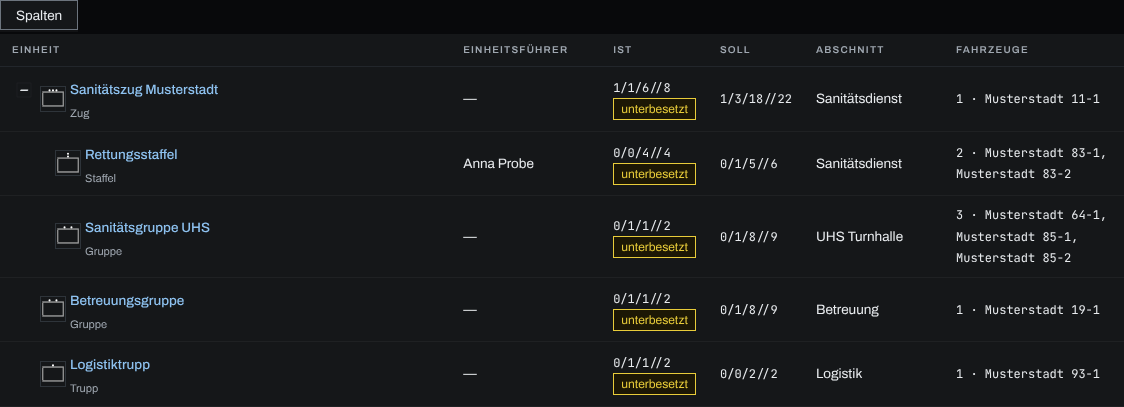 Spalten
EINHEIT EINHEITSFÜHRER IST SOLL ABSCHNITT FAHRZEUGE
Sanitätszug Musterstadt
Zug
—
1/1/6//8
unterbesetzt
1/3/18//22
Sanitätsdienst
1 · Musterstadt 11-1
Rettungsstaffel
Staffel
Anna Probe
0/0/4//4
unterbesetzt
0/1/5//6
Sanitätsdienst
2 · Musterstadt 83-1,
Musterstadt 83-2
Sanitätsgruppe UHS
Gruppe
—
0/1/1//2
unterbesetzt
0/1/8//9
UHS Turnhalle
3 · Musterstadt 64-1,
Musterstadt 85-1,
Musterstadt 85-2
Betreuungsgruppe
Gruppe
—
0/1/1//2
unterbesetzt
0/1/8//9
Betreuung
1 · Musterstadt 19-1
Logistiktrupp
Trupp
—
0/1/1//2
unterbesetzt
0/0/2//2
Logistik
1 · Musterstadt 93-1